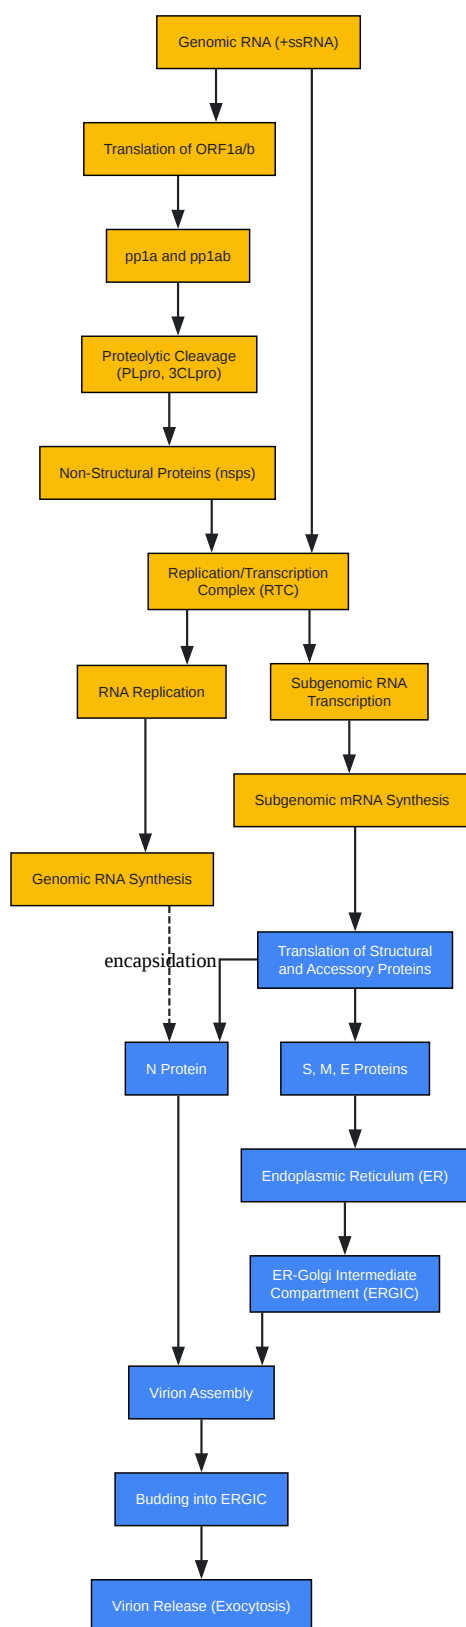 Genomic RNA (+ssRNA)
Translation of ORF1a/b
pp1a and pp1ab
Proteolytic Cleavage
(PLpro, 3CLpro)
Non-Structural Proteins (nsps)
Replication/Transcription
Complex (RTC)
RNA Replication
Subgenomic RNA
Transcription
Subgenomic mRNA Synthesis
Genomic RNA Synthesis
Translation of Structural
and Accessory Proteins
encapsidation
N Protein
S, M, E Proteins
Endoplasmic Reticulum (ER)
ER-Golgi Intermediate
Compartment (ERGIC)
Virion Assembly
Budding into ERGIC
Virion Release (Exocytosis)